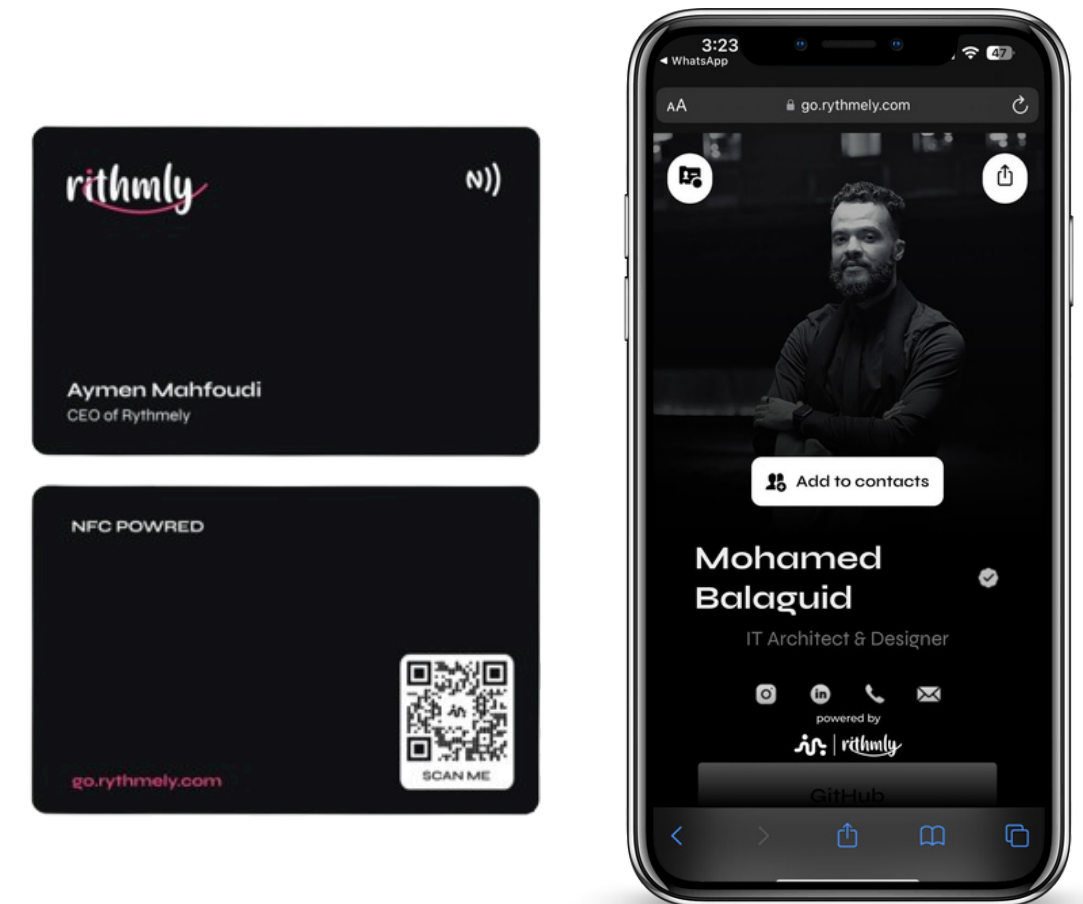 rithmly
N))
Aymen Mahfoudi
CEO of Rythmely
NFC POWRED
SCAN ME
go.rythmely.com
3:23
47
WhatsApp
AA
go.rythmely.com
Add to contacts
Mohamed
Balaguid
IT Architect & Designer
in
powered by
rithmly
GitHub